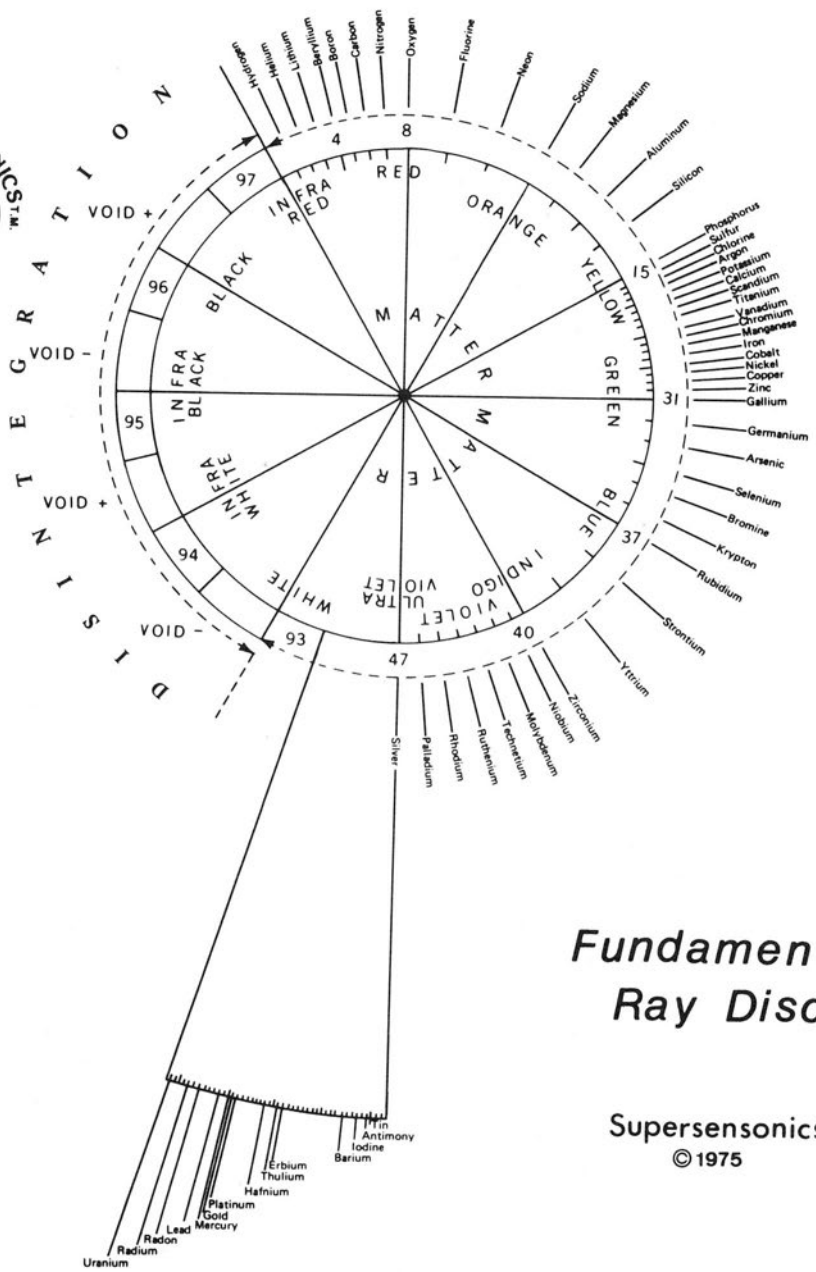 Hydrogen
Helium
Lithium
Beryllium
Boron
Carbon
Nitrogen
Oxygen
Fluorine
Neon
Sodium
Magnesium
Aluminum
Silicon
Phosphorus
Sulfur
Chlorine
Argon
Potassium
Calcium
Scandium
Titanium
Vanadium
Chromium
Manganese
Iron
Cobalt
Nickel
Copper
Zinc
Gallium
Germanium
Arsenic
Selenium
Bromine
Krypton
Rubidium
Strontium
Yttrium
Zirconium
Niobium
Molybdenum
Technetium
Ruthenium
Rhodium
Palladium
Silver
4
8
15
31
37
40
47
93
94
95
96
97
INFRA
RED
RED
ORANGE
YELLOW
GREEN
BLUE
INDIGO
VIOLET
ULTRA
VIOLET
WHITE
INFRA
WHITE
INFRA
BLACK
BLACK
MATTER
MATTER
DISINTEGRATION
VOID +
VOID -
VOID +
VOID -
ICS T.M.
Tin
Antimony
Iodine
Barium
Erbium
Thulium
Hafnium
Platinum
Gold
Mercury
Lead
Radon
Radium
Uranium
Fundamen
Ray Disc
Supersensonics
© 1975